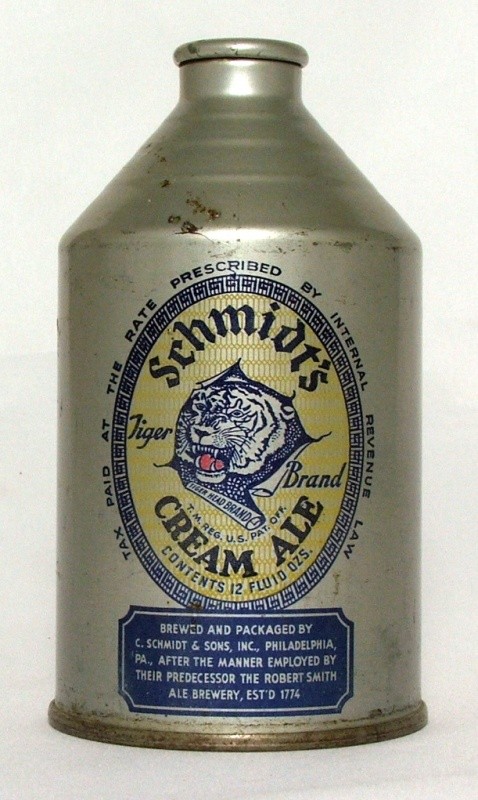 TAX PAID AT THE RATE PRESCRIBED BY INTERNAL REVENUE LAW
Schmidt's
Tiger
Brand
TIGER HEAD BRAND
T.M. REG. U.S. PAT. OFF.
CREAM ALE
CONTENTS 12 FLUID OZS.
BREWED AND PACKAGED BY
C. SCHMIDT & SONS, INC., PHILADELPHIA,
PA., AFTER THE MANNER EMPLOYED BY
THEIR PREDECESSOR THE ROBERT SMITH
ALE BREWERY, EST'D 1774